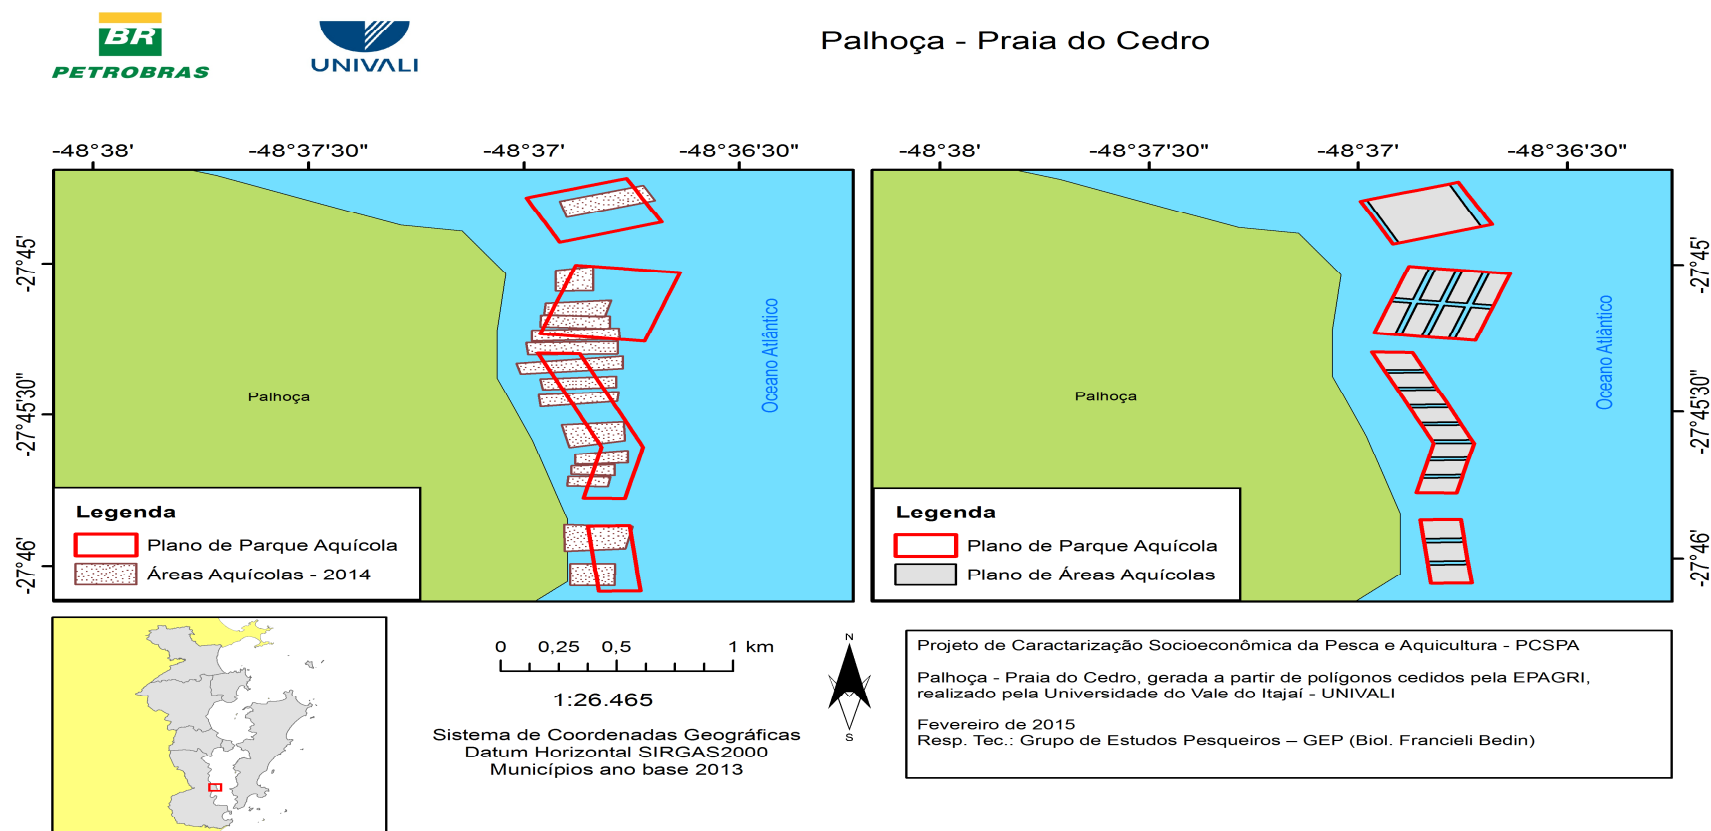 BR
PETROBRAS
UNIVALI
Palhoça - Praia do Cedro
-48°38'
-48°37'30"
-48°37'
-48°36'30"
-27°45'
-27°45'30"
-27°46'
Palhoça
Oceano Atlântico
Legenda
Plano de Parque Aquícola
Áreas Aquícolas - 2014
-48°38'
-48°37'30"
-48°37'
-48°36'30"
-27°45'
-27°45'30"
-27°46'
Palhoça
Oceano Atlântico
Legenda
Plano de Parque Aquícola
Plano de Áreas Aquícolas
0 0,25 0,5 1 km
1:26.465
Sistema de Coordenadas Geográficas
Datum Horizontal SIRGAS2000
Municípios ano base 2013
N
S
Projeto de Caractarização Socioeconômica da Pesca e Aquicultura - PCSPA
Palhoça - Praia do Cedro, gerada a partir de polígonos cedidos pela EPAGRI,
realizado pela Universidade do Vale do Itajaí - UNIVALI
Fevereiro de 2015
Resp. Tec.: Grupo de Estudos Pesqueiros – GEP (Biol. Francieli Bedin)